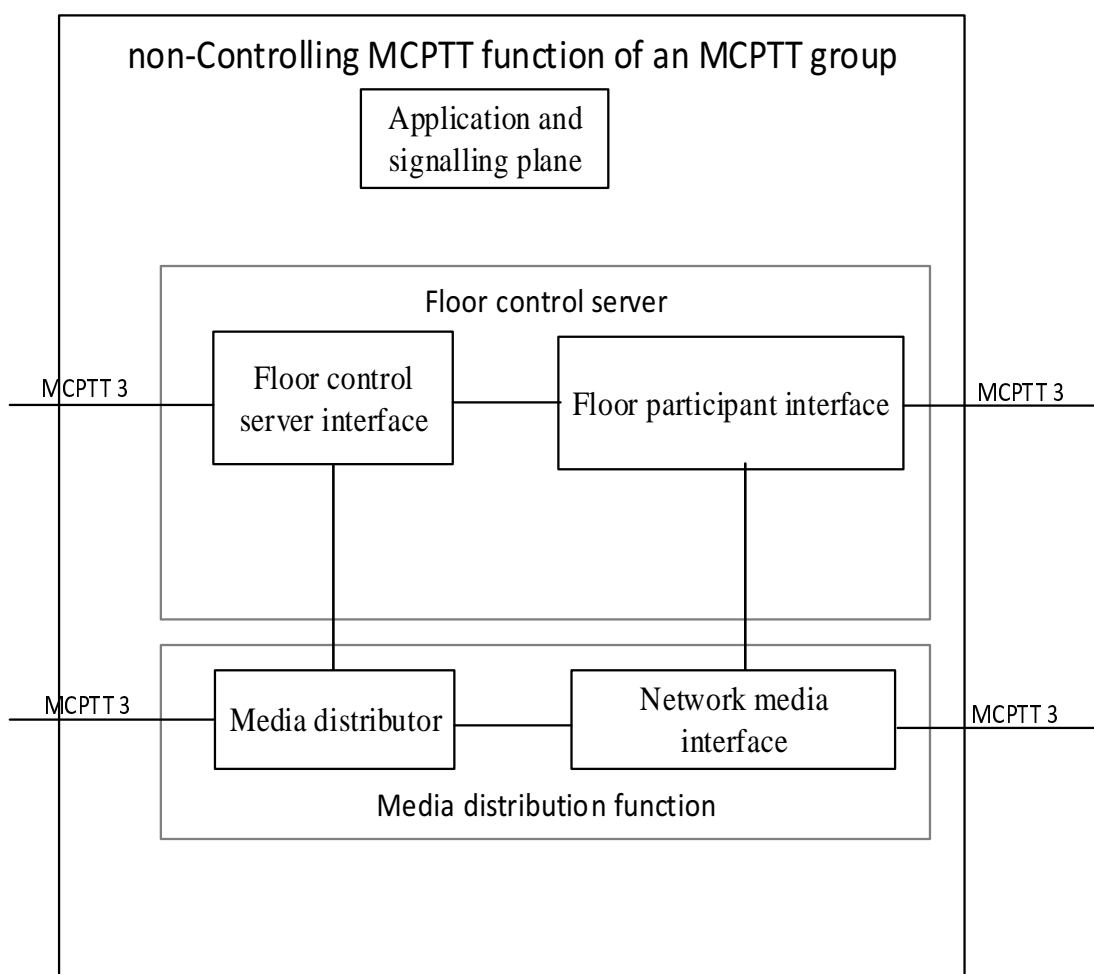 non-Controlling MCPTT function of an MCPTT group
Application and
signalling plane
Floor control server
Floor control
server interface
Floor participant interface
MCPTT 3
MCPTT 3
Media distributor
Network media
interface
MCPTT 3
MCPTT 3
Media distribution function